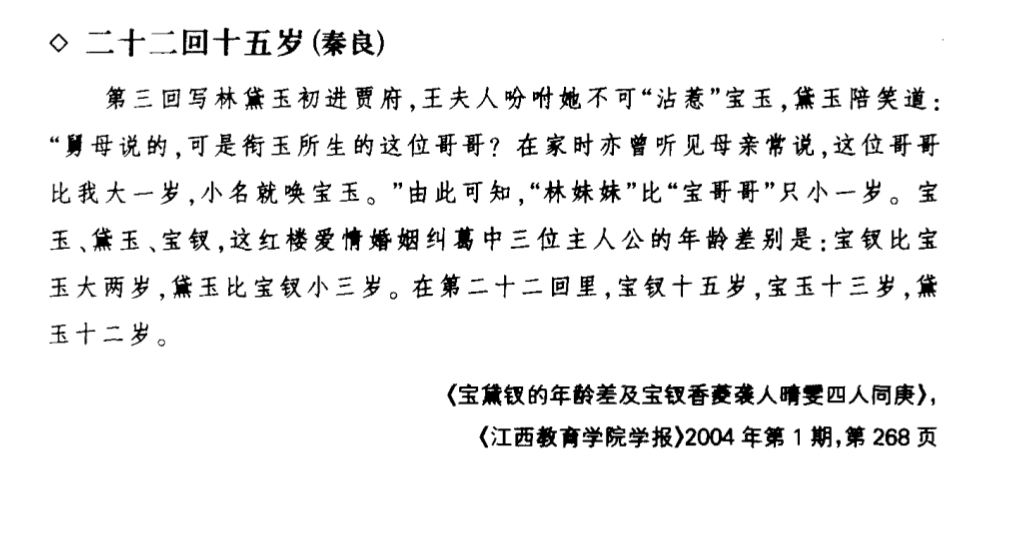 ◇ 二十二回十五岁(秦良)
第三回写林黛玉初进贾府,王夫人吩咐她不可“沾惹”宝玉,黛玉陪笑道:
“舅母说的,可是衔玉所生的这位哥哥？在家时亦曾听见母亲常说,这位哥哥
比我大一岁,小名就唤宝玉。”由此可知,“林妹妹”比“宝哥哥”只小一岁。宝
玉、黛玉、宝钗,这红楼爱情婚姻纠葛中三位主人公的年龄差别是:宝钗比宝
玉大两岁,黛玉比宝钗小三岁。在第二十二回里,宝钗十五岁,宝玉十三岁,黛
玉十二岁。
《宝黛钗的年龄差及宝钗香菱袭人晴雯四人同庚》,
《江西教育学院学报》2004 年第 1 期,第 268 页